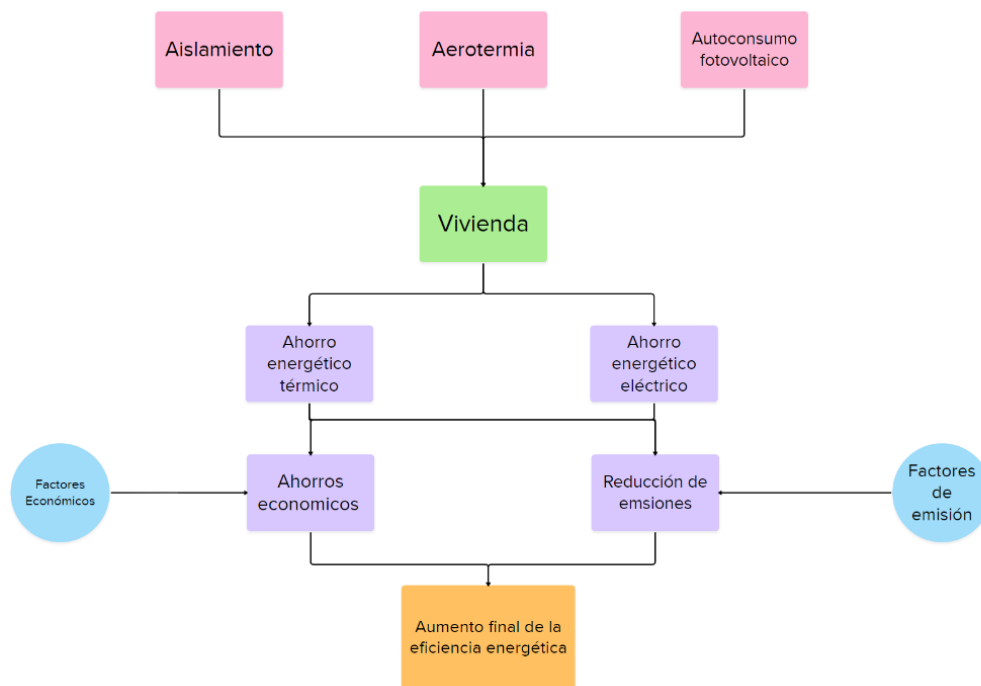 Aislamiento
Aerotermia
Autoconsumo
fotovoltaico
Vivienda
Ahorro
energético
térmico
Ahorro
energético
eléctrico
Factores
Económicos
Ahorros
economicos
Reducción de
emsiones
Factores
de
emisión
Aumento final de la
eficiencia energética